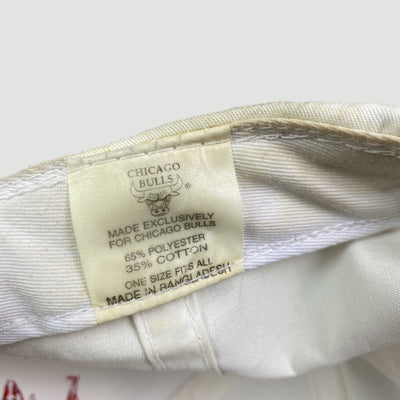 CHICAGO
BULLS
®
MADE EXCLUSIVELY
FOR CHICAGO BULLS
65% POLYESTER
35% COTTON
ONE SIZE FITS ALL
MADE IN BANGLADESH